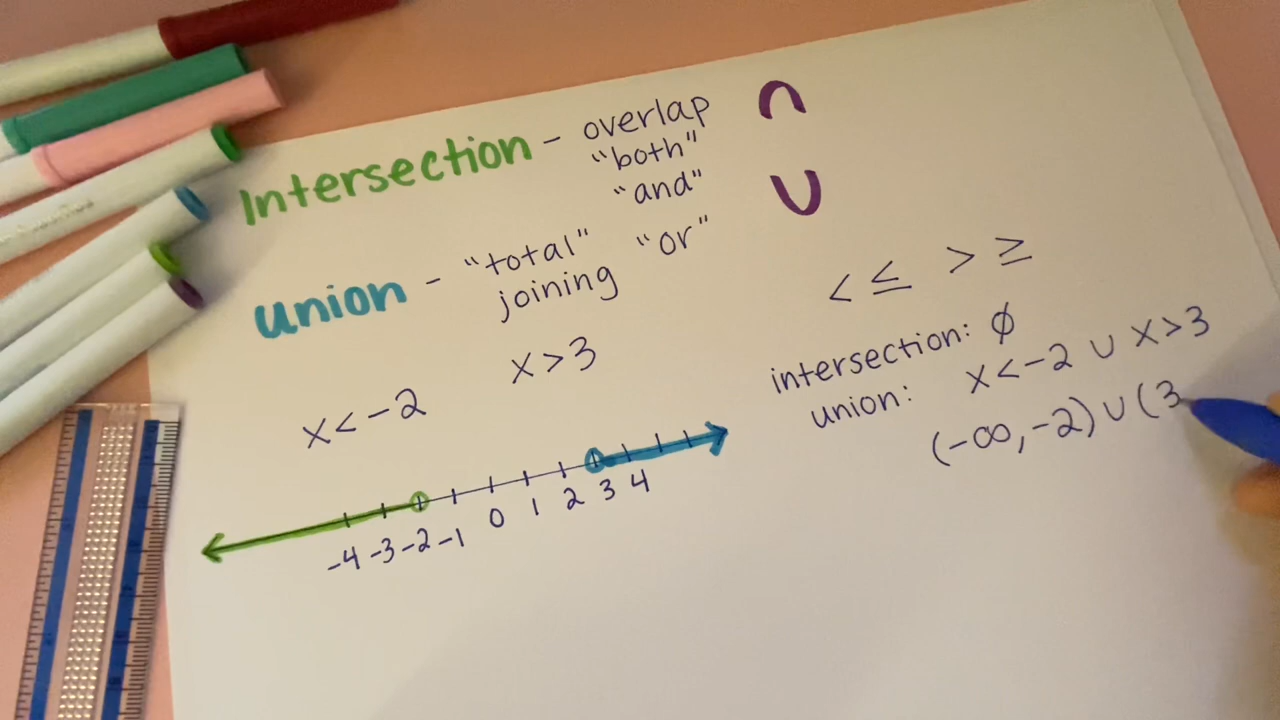 Intersection - overlap ∩
"both"
"and"
union - "total" "or" ∪
joining
< ≤ > ≥
x < -2 x > 3
-4 -3 -2 -1 0 1 2 3 4
intersection: ∅
union: x < -2 ∪ x > 3
(-∞, -2) ∪ (3